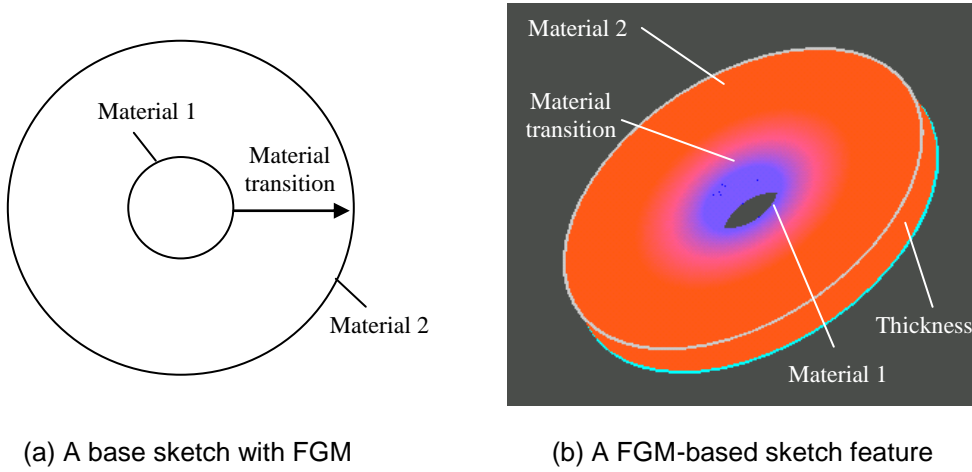 Material 1
Material
transition
Material 2
(a) A base sketch with FGM
Material 2
Material
transition
Thickness
Material 1
(b) A FGM-based sketch feature